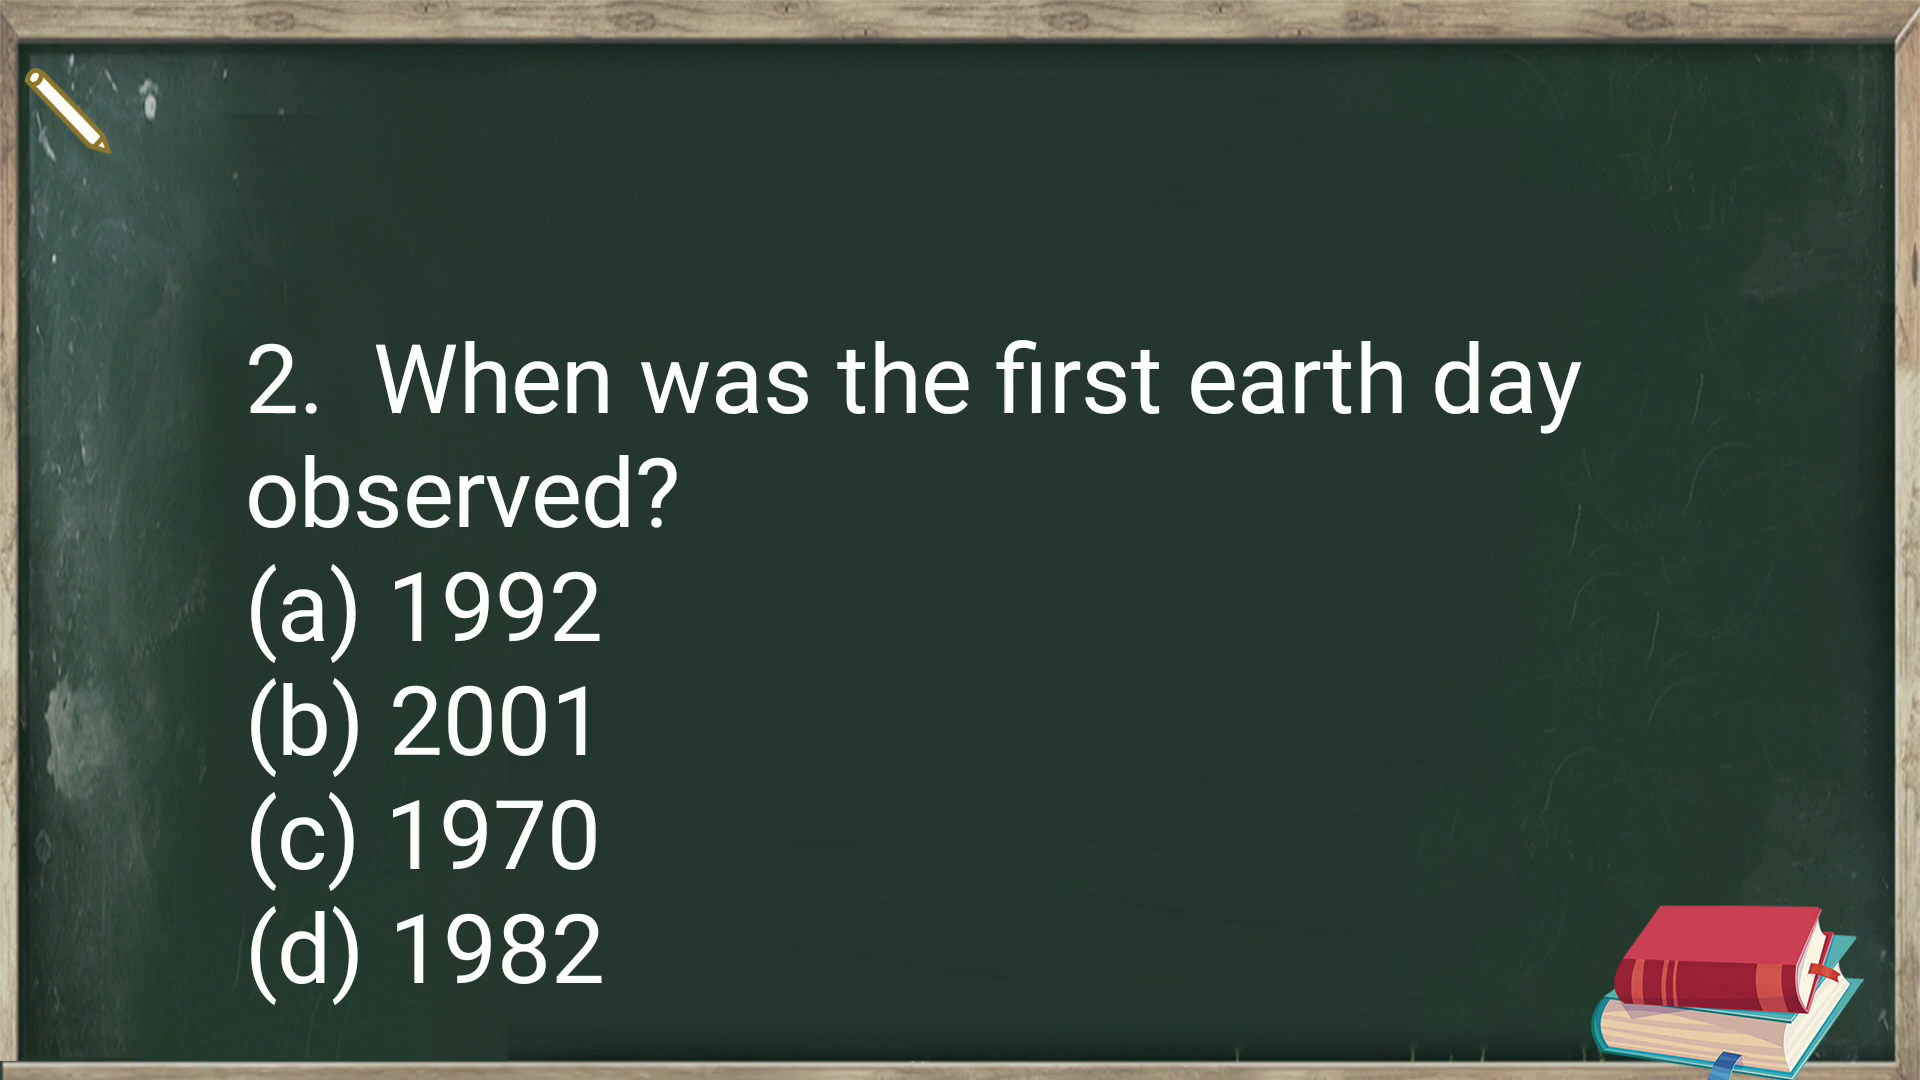 2.  When was the first earth day
observed?
(a) 1992
(b) 2001
(c) 1970
(d) 1982